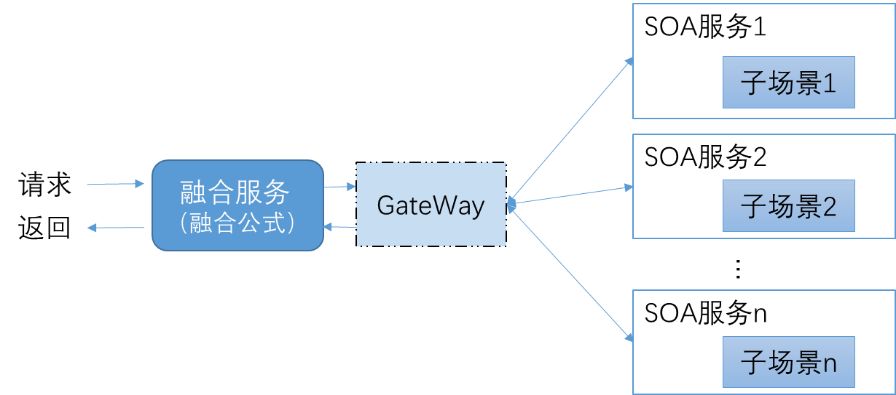 请求
返回
融合服务
(融合公式)
GateWay
SOA服务1
子场景1
SOA服务2
子场景2
⋮
SOA服务n
子场景n